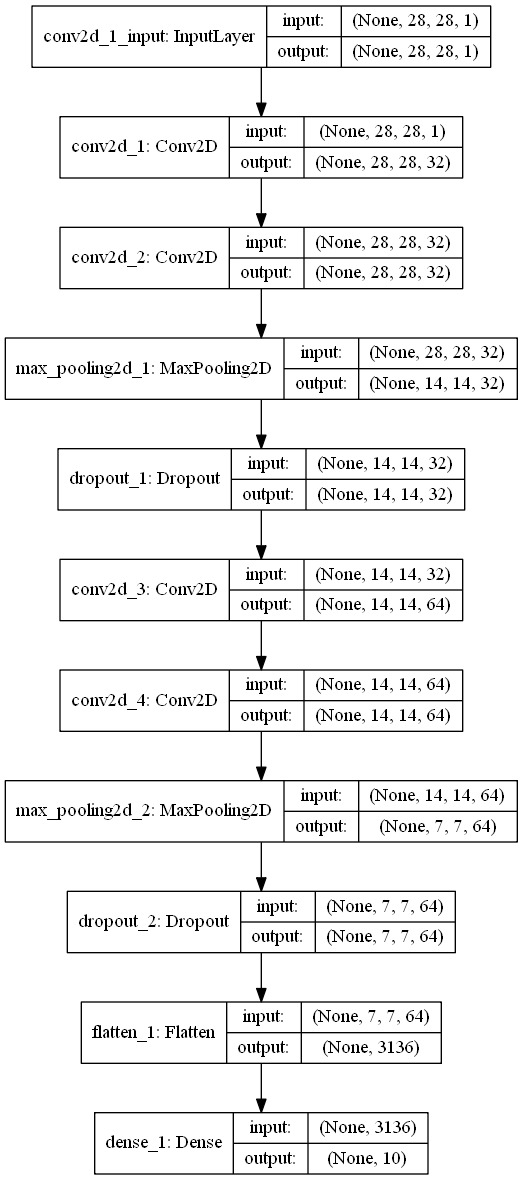 conv2d_1_input: InputLayer
input: (None, 28, 28, 1)
output: (None, 28, 28, 1)
conv2d_1: Conv2D
input: (None, 28, 28, 1)
output: (None, 28, 28, 32)
conv2d_2: Conv2D
input: (None, 28, 28, 32)
output: (None, 28, 28, 32)
max_pooling2d_1: MaxPooling2D
input: (None, 28, 28, 32)
output: (None, 14, 14, 32)
dropout_1: Dropout
input: (None, 14, 14, 32)
output: (None, 14, 14, 32)
conv2d_3: Conv2D
input: (None, 14, 14, 32)
output: (None, 14, 14, 64)
conv2d_4: Conv2D
input: (None, 14, 14, 64)
output: (None, 14, 14, 64)
max_pooling2d_2: MaxPooling2D
input: (None, 14, 14, 64)
output: (None, 7, 7, 64)
dropout_2: Dropout
input: (None, 7, 7, 64)
output: (None, 7, 7, 64)
flatten_1: Flatten
input: (None, 7, 7, 64)
output: (None, 3136)
dense_1: Dense
input: (None, 3136)
output: (None, 10)